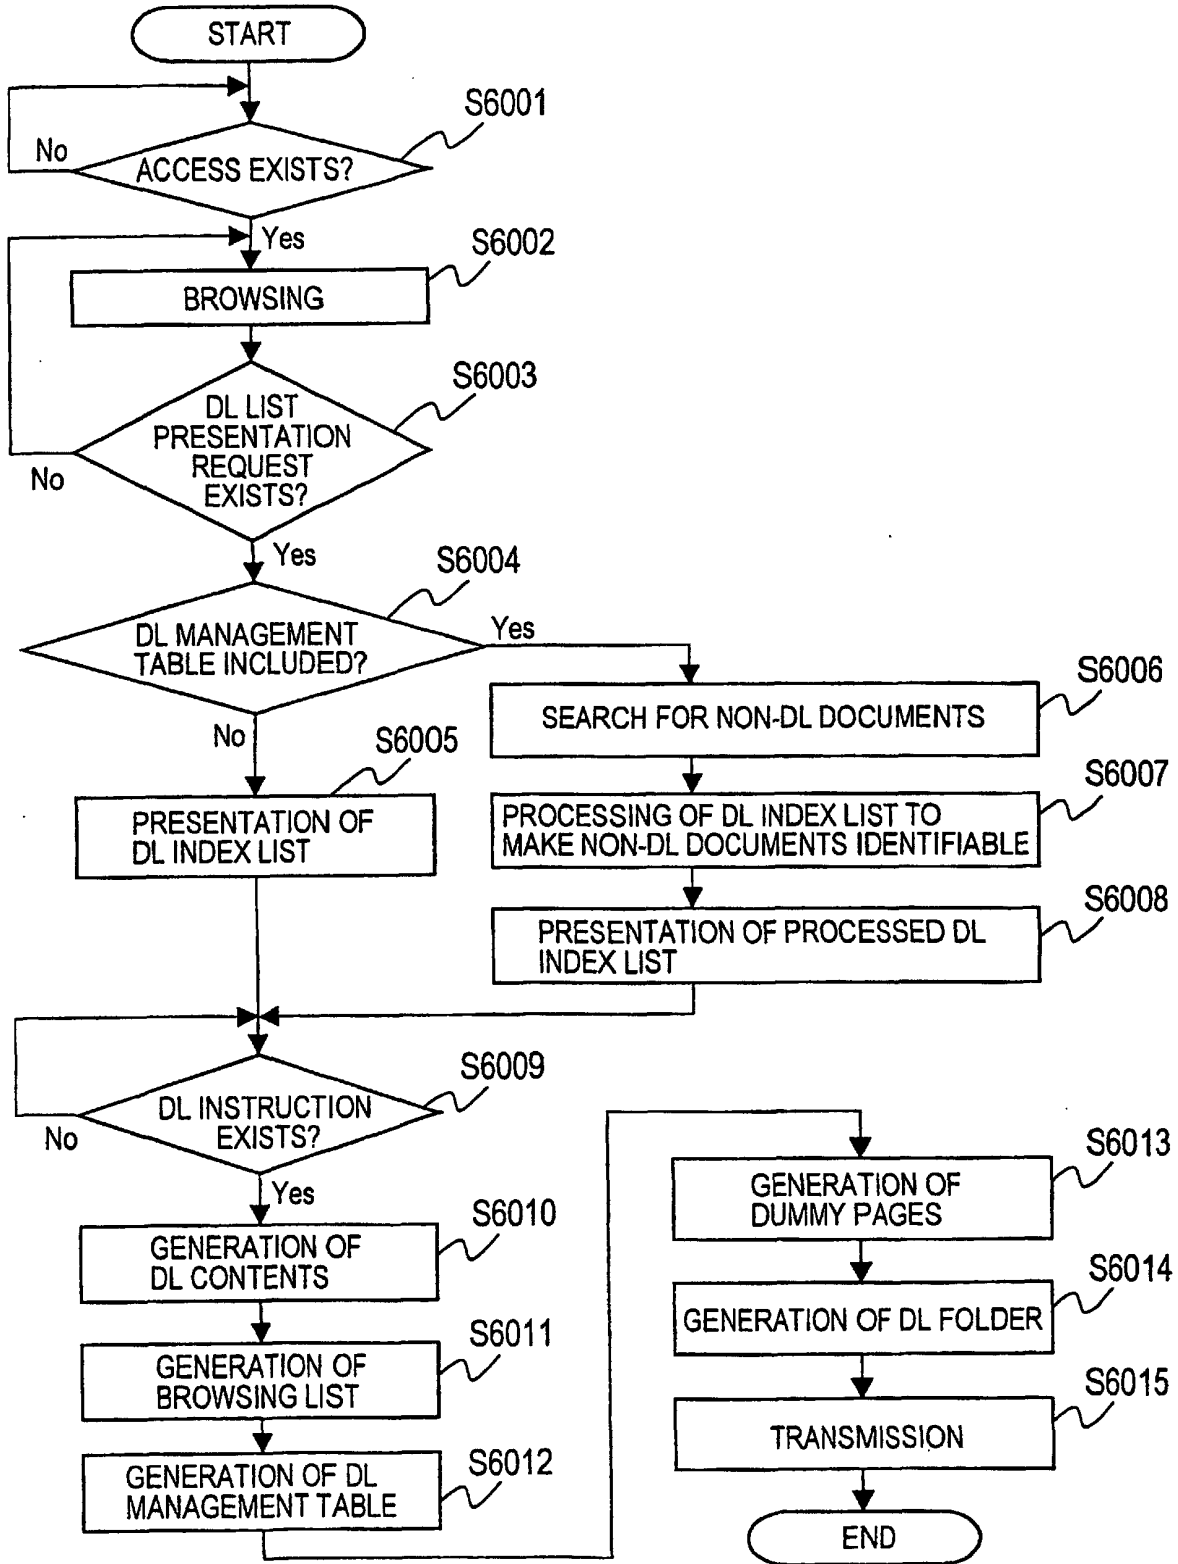 START
S6001
No
ACCESS EXISTS?
Yes
S6002
BROWSING
S6003
DL LIST
PRESENTATION
REQUEST
EXISTS?
No
Yes
S6004
DL MANAGEMENT
TABLE INCLUDED?
Yes
No
S6005
PRESENTATION OF
DL INDEX LIST
S6006
SEARCH FOR NON-DL DOCUMENTS
S6007
PROCESSING OF DL INDEX LIST TO
MAKE NON-DL DOCUMENTS IDENTIFIABLE
S6008
PRESENTATION OF PROCESSED DL
INDEX LIST
S6009
DL INSTRUCTION
EXISTS?
No
Yes
S6010
GENERATION OF
DL CONTENTS
S6011
GENERATION OF
BROWSING LIST
S6012
GENERATION OF DL
MANAGEMENT TABLE
S6013
GENERATION OF
DUMMY PAGES
S6014
GENERATION OF DL FOLDER
S6015
TRANSMISSION
END